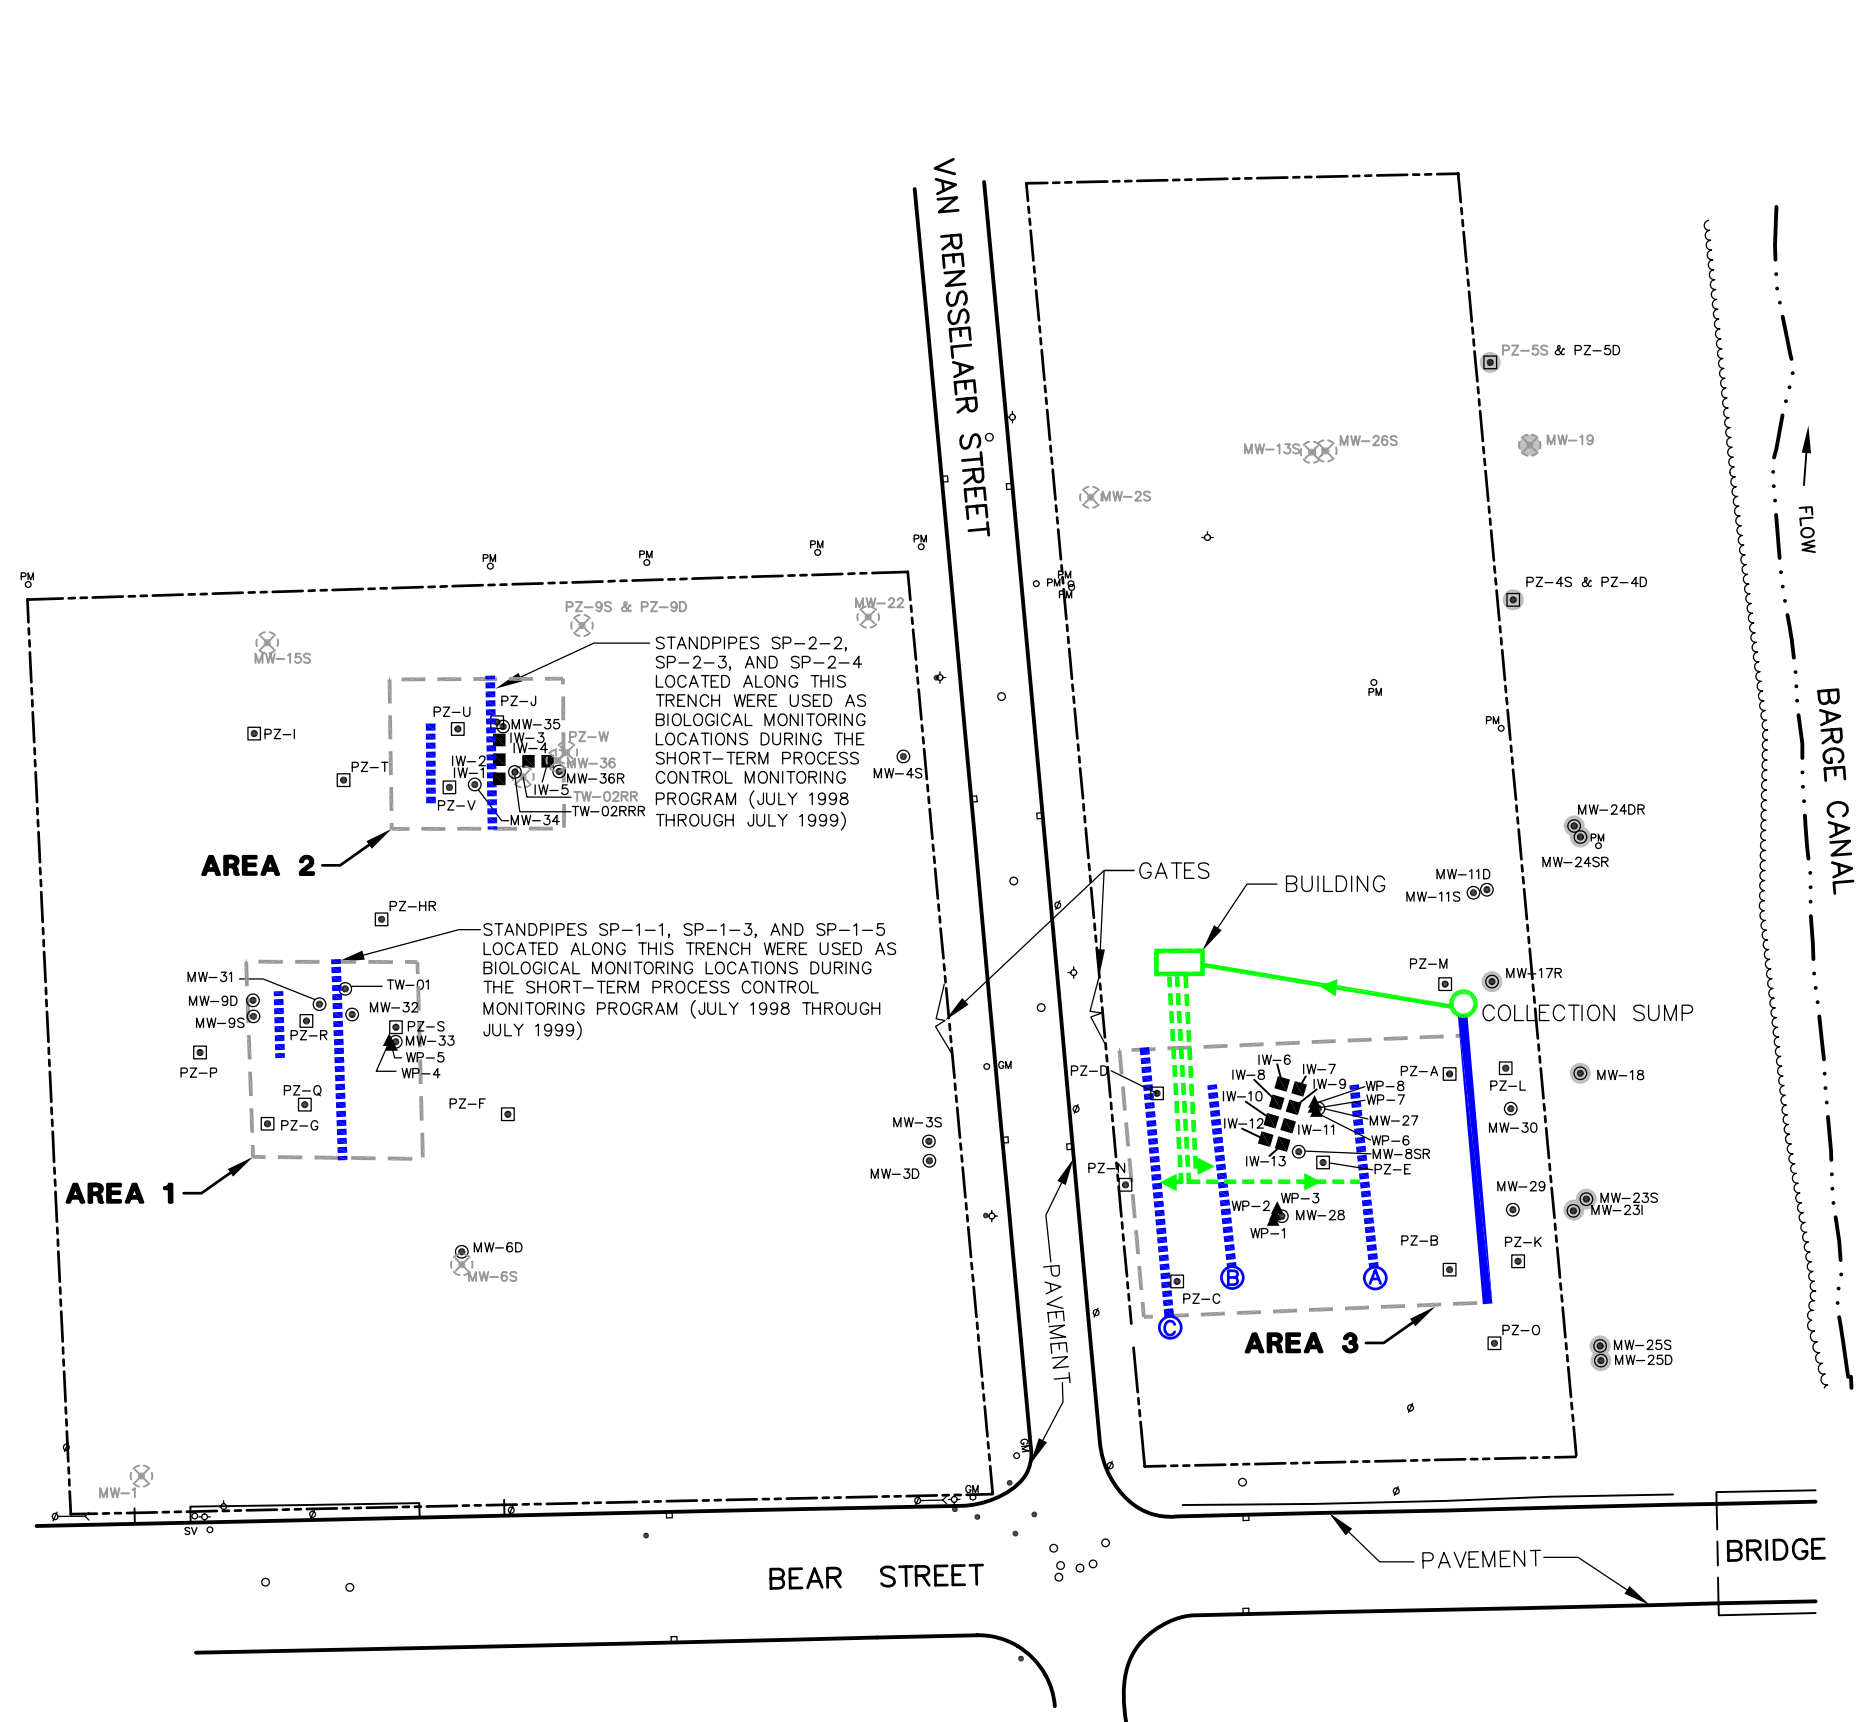 VAN RENSSELAER STREET
PZ-5S & PZ-5D
MW-13S
MW-26S
MW-19
MW-2S
FLOW
PM
PM
PM
PM
PM
PM
PM
PM
PZ-4S & PZ-4D
PZ-9S & PZ-9D
MW-22
MW-15S
STANDPIPES SP-2-2,
SP-2-3, AND SP-2-4
LOCATED ALONG THIS
TRENCH WERE USED AS
BIOLOGICAL MONITORING
LOCATIONS DURING THE
SHORT-TERM PROCESS
CONTROL MONITORING
PROGRAM (JULY 1998
THROUGH JULY 1999)
PM
PM
BARGE CANAL
PZ-J
PZ-U
MW-35
PZ-I
IW-3
PZ-W
IW-4
IW-2
MW-36
PZ-T
IW-1
MW-36R
MW-4S
IW-5
TW-02RR
PZ-V
TW-02RRR
MW-34
AREA 2
MW-24DR
PM
MW-24SR
GATES
BUILDING
MW-11D
MW-11S
PZ-HR
STANDPIPES SP-1-1, SP-1-3, AND SP-1-5
LOCATED ALONG THIS TRENCH WERE USED AS
BIOLOGICAL MONITORING LOCATIONS DURING
THE SHORT-TERM PROCESS CONTROL
MONITORING PROGRAM (JULY 1998 THROUGH
JULY 1999)
MW-31
TW-01
MW-9D
MW-32
MW-9S
PZ-S
PZ-R
MW-33
WP-5
PZ-P
WP-4
PZ-M
MW-17R
COLLECTION SUMP
GM
PZ-D
IW-6
IW-7
IW-8
IW-9
PZ-A
MW-18
PZ-L
WP-8
IW-10
WP-7
PZ-Q
PZ-F
MW-27
IW-12
IW-11
MW-30
PZ-G
MW-3S
WP-6
MW-8SR
IW-13
PZ-E
MW-3D
PZ-N
AREA 1
MW-29
WP-3
MW-23S
WP-2
MW-23I
MW-28
WP-1
PZ-B
PZ-K
MW-6D
MW-6S
B
A
PZ-C
C
PAVEMENT
AREA 3
PZ-O
MW-25S
MW-25D
GM
MW-1
GM
SV
BEAR STREET
PAVEMENT
BRIDGE